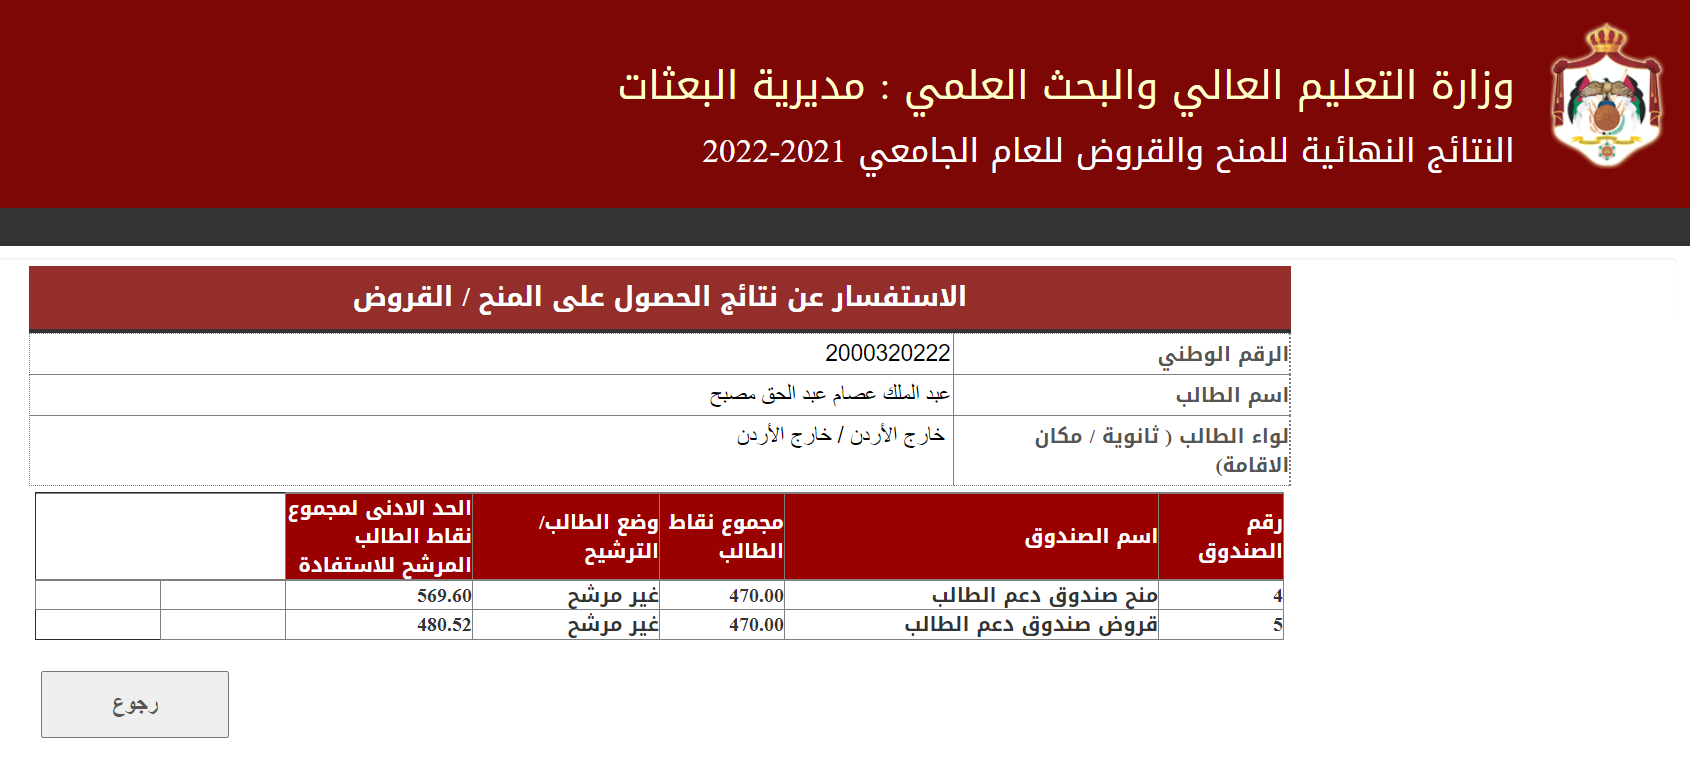 وزارة التعليم العالي والبحث العلمي : مديرية البعثات
النتائج النهائية للمنح والقروض للعام الجامعي 2021-2022
الاستفسار عن نتائج الحصول على المنح / القروض
الرقم الوطني 2000320222
اسم الطالب عبد الملك عصام عبد الحق مصبح
لواء الطالب ( ثانوية / مكان الاقامة) خارج الأردن / خارج الأردن
رقم الصندوق اسم الصندوق مجموع نقاط الطالب وضع الطالب/الترشيح الحد الادنى لمجموع نقاط الطالب المرشح للاستفادة
4 منح صندوق دعم الطالب 470.00 غير مرشح 569.60
5 قروض صندوق دعم الطالب 470.00 غير مرشح 480.52
رجوع